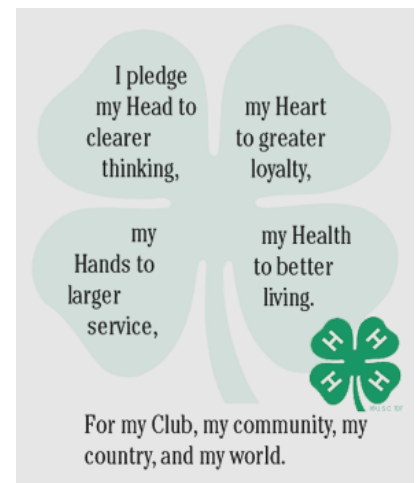 I pledge
my Head to
clearer
thinking,
my Heart
to greater
loyalty,
my
Hands to
larger
service,
my Health
to better
living.
H H
H H
For my Club, my community, my
country, and my world.